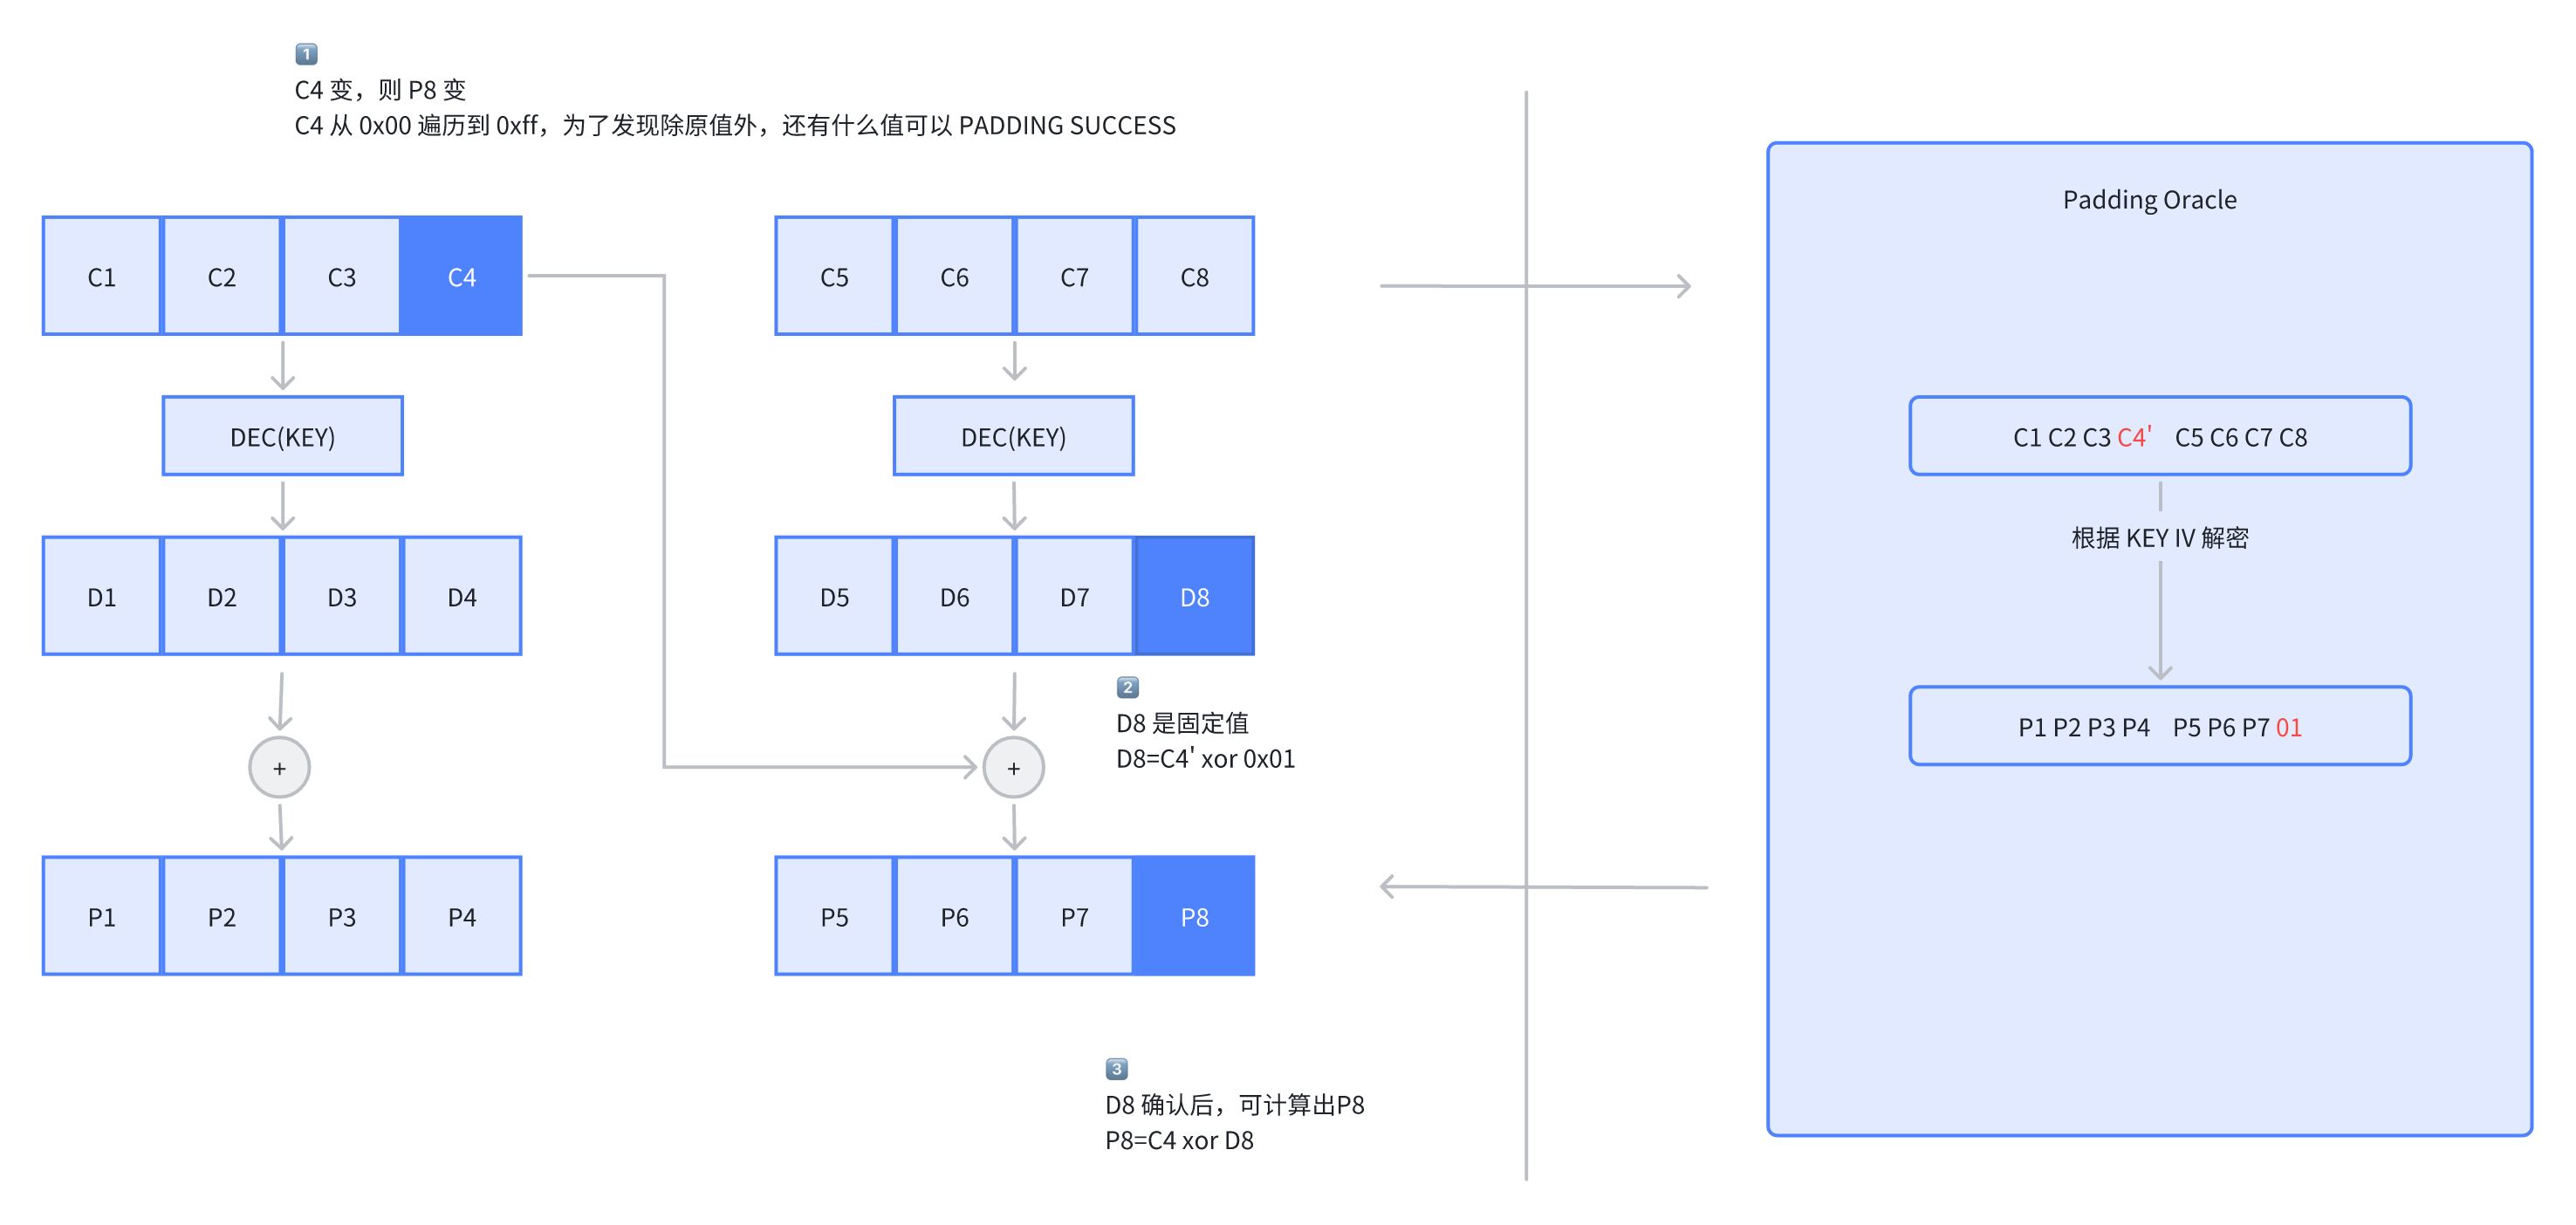 1
C4 变，则 P8 变
C4 从 0x00 遍历到 0xff，为了发现除原值外，还有什么值可以 PADDING SUCCESS
C1 C2 C3 C4
C5 C6 C7 C8
DEC(KEY)
DEC(KEY)
D1 D2 D3 D4
D5 D6 D7 D8
2
D8 是固定值
D8=C4' xor 0x01
+
+
P1 P2 P3 P4
P5 P6 P7 P8
3
D8 确认后，可计算出P8
P8=C4 xor D8
Padding Oracle
C1 C2 C3 C4' C5 C6 C7 C8
根据 KEY IV 解密
P1 P2 P3 P4 P5 P6 P7 01